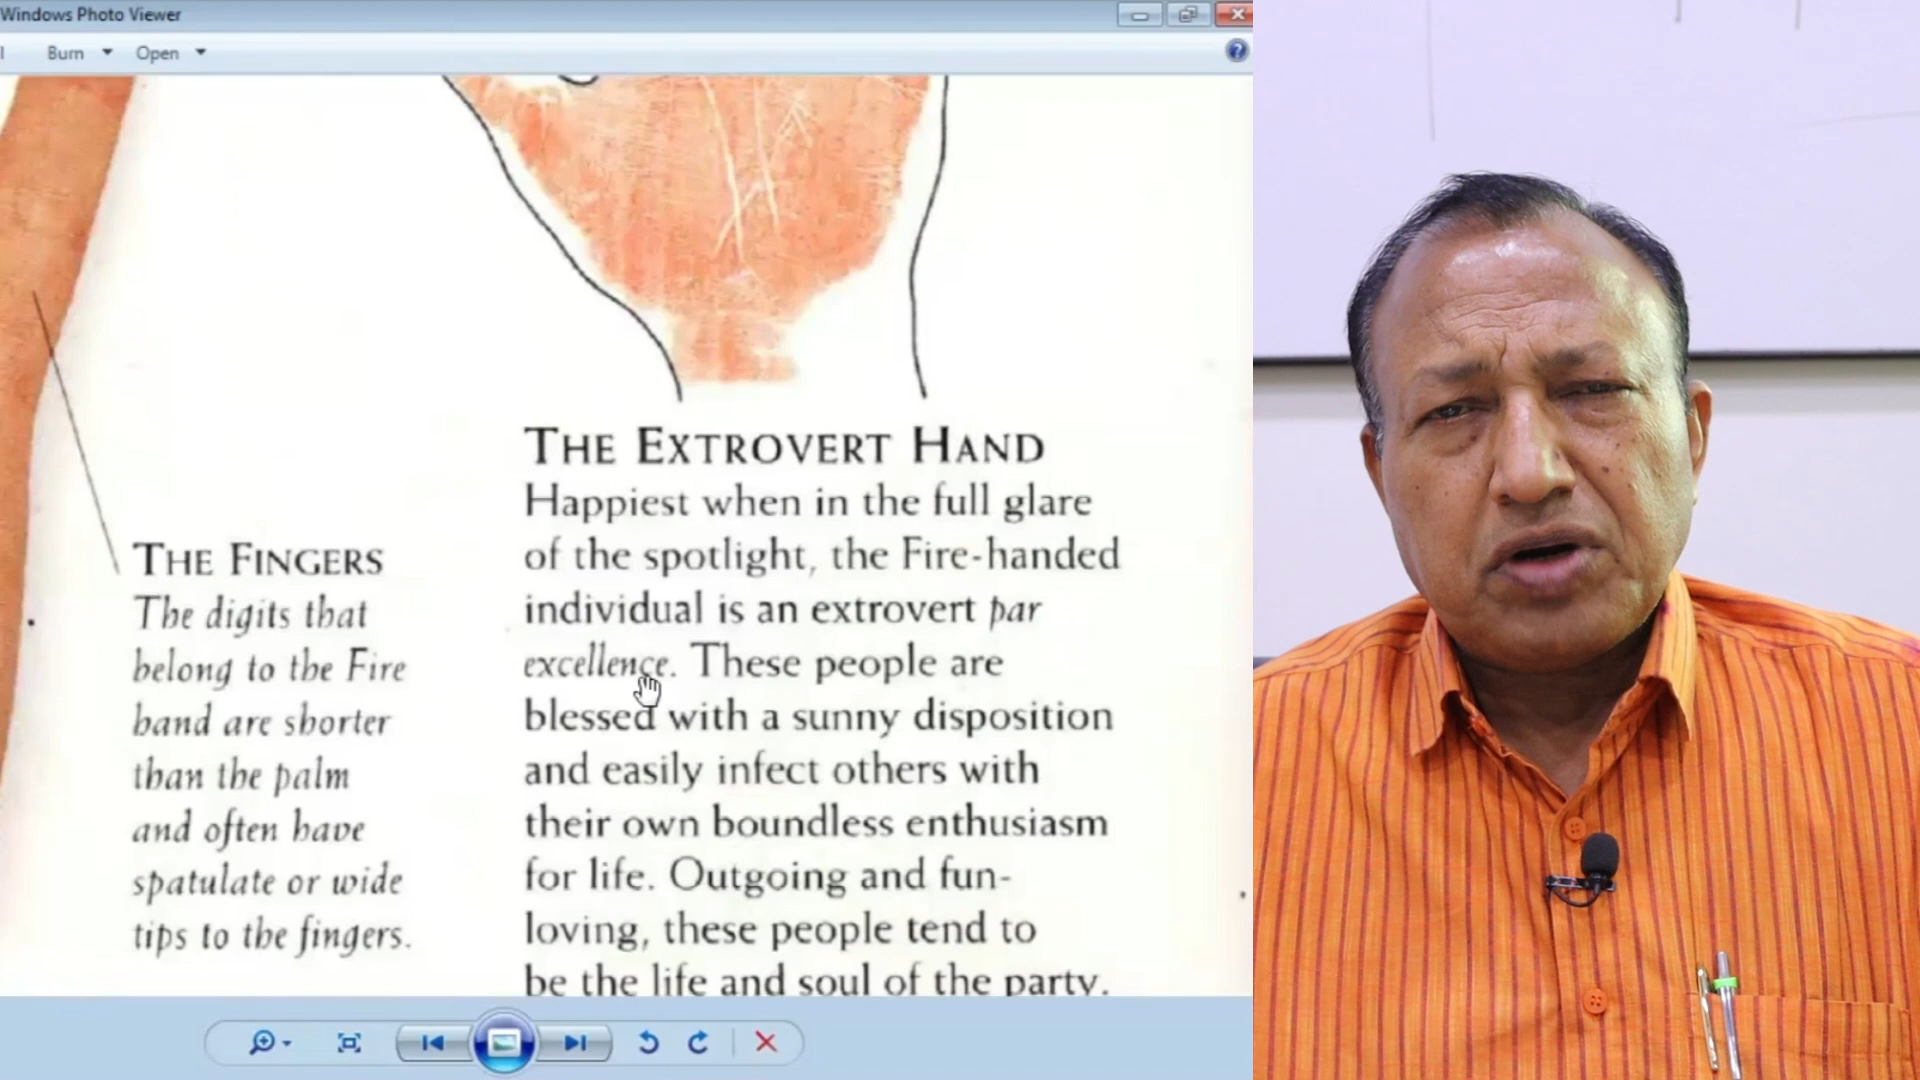 Windows Photo Viewer
Burn
Open
THE FINGERS
The digits that
belong to the Fire
hand are shorter
than the palm
and often have
spatulate or wide
tips to the fingers.
THE EXTROVERT HAND
Happiest when in the full glare
of the spotlight, the Fire-handed
individual is an extrovert par
excellence. These people are
blessed with a sunny disposition
and easily infect others with
their own boundless enthusiasm
for life. Outgoing and fun-
loving, these people tend to
be the life and soul of the party.